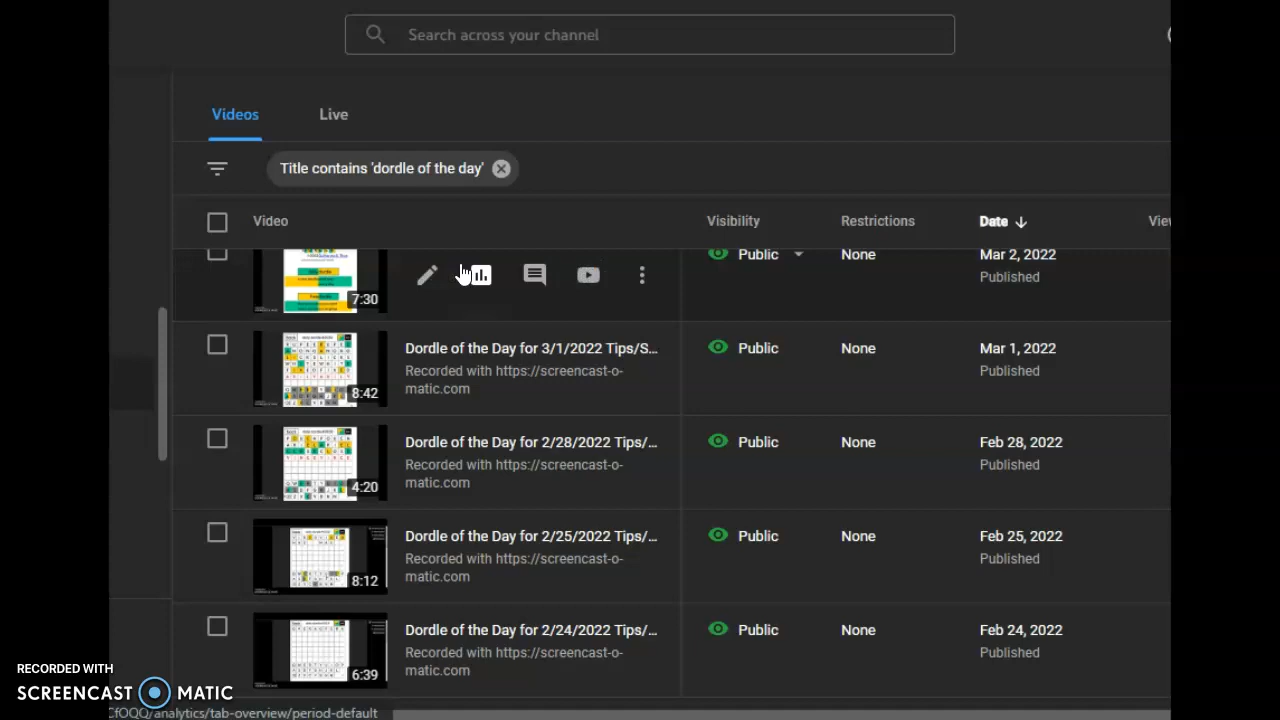 Search across your channel
Videos
Live
Title contains 'dordle of the day'
Video
Visibility
Restrictions
Date
7:30
Public
None
Mar 2, 2022
Published
8:42
Dordle of the Day for 3/1/2022 Tips/S...
Recorded with https://screencast-o-
matic.com
Public
None
Mar 1, 2022
Published
4:20
Dordle of the Day for 2/28/2022 Tips/...
Recorded with https://screencast-o-
matic.com
Public
None
Feb 28, 2022
Published
8:12
Dordle of the Day for 2/25/2022 Tips/...
Recorded with https://screencast-o-
matic.com
Public
None
Feb 25, 2022
Published
6:39
Dordle of the Day for 2/24/2022 Tips/...
Recorded with https://screencast-o-
matic.com
Public
None
Feb 24, 2022
Published
RECORDED WITH
SCREENCAST MATIC
CfOQQ/analytics/tab-overview/period-default